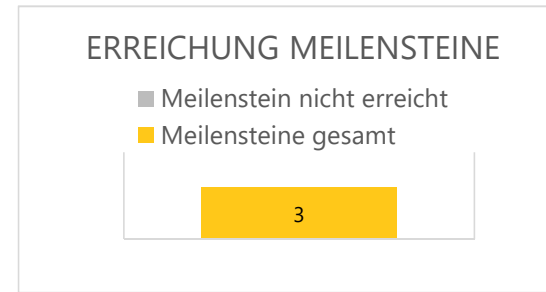 ERREICHUNG MEILENSTEINE
Meilenstein nicht erreicht
Meilensteine gesamt
3